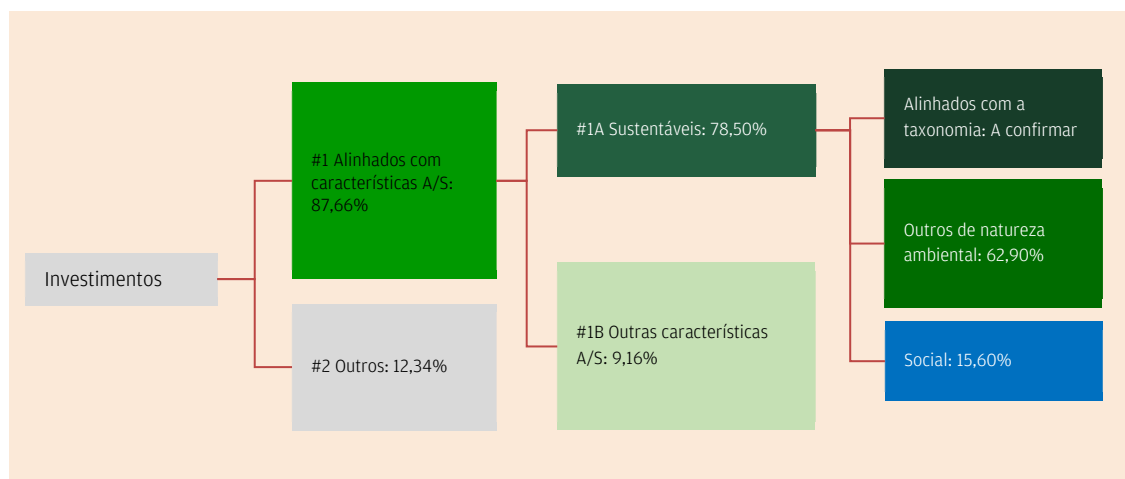 Investimentos
#1 Alinhados com
características A/S:
87,66%
#2 Outros: 12,34%
#1A Sustentáveis: 78,50%
#1B Outras características
A/S: 9,16%
Alinhados com a
taxonomia: A confirmar
Outros de natureza
ambiental: 62,90%
Social: 15,60%